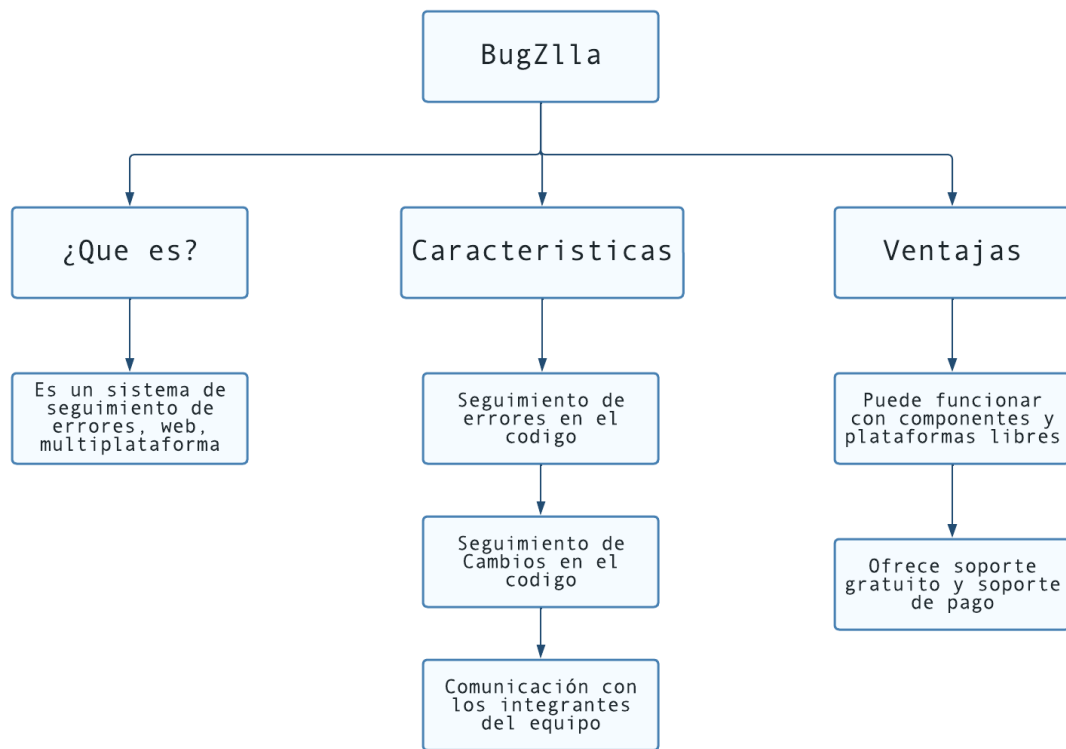 BugZlla
¿Que es?
Caracteristicas
Ventajas
Es un sistema de
seguimiento de
errores, web,
multiplataforma
Seguimiento de
errores en el
codigo
Puede funcionar
con componentes y
plataformas libres
Seguimiento de
Cambios en el
codigo
Ofrece soporte
gratuito y soporte
de pago
Comunicación con
los integrantes
del equipo